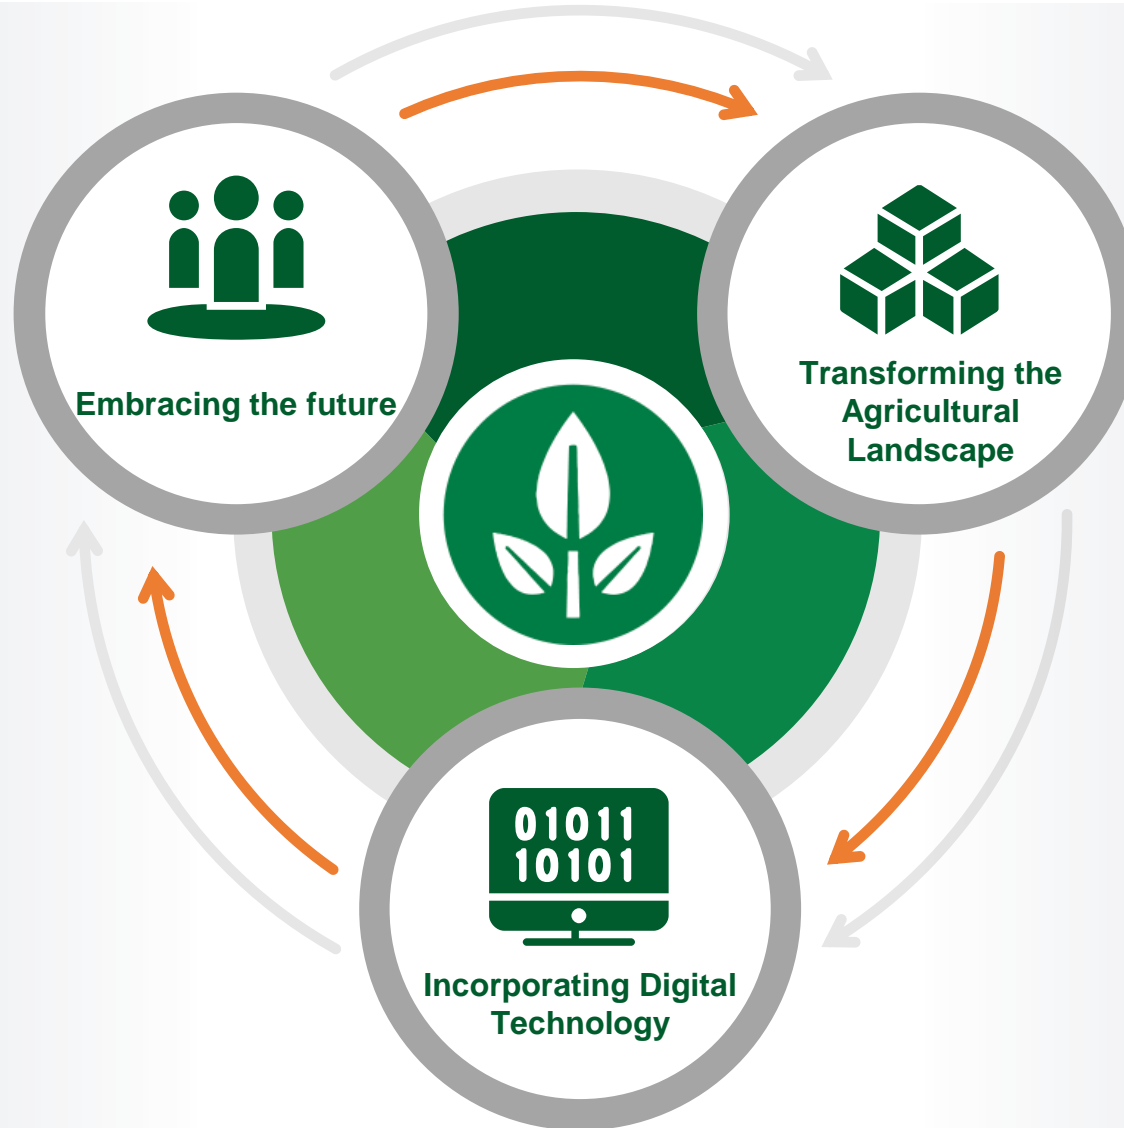 Embracing the future
Transforming the
Agricultural
Landscape
01011
10101
Incorporating Digital
Technology